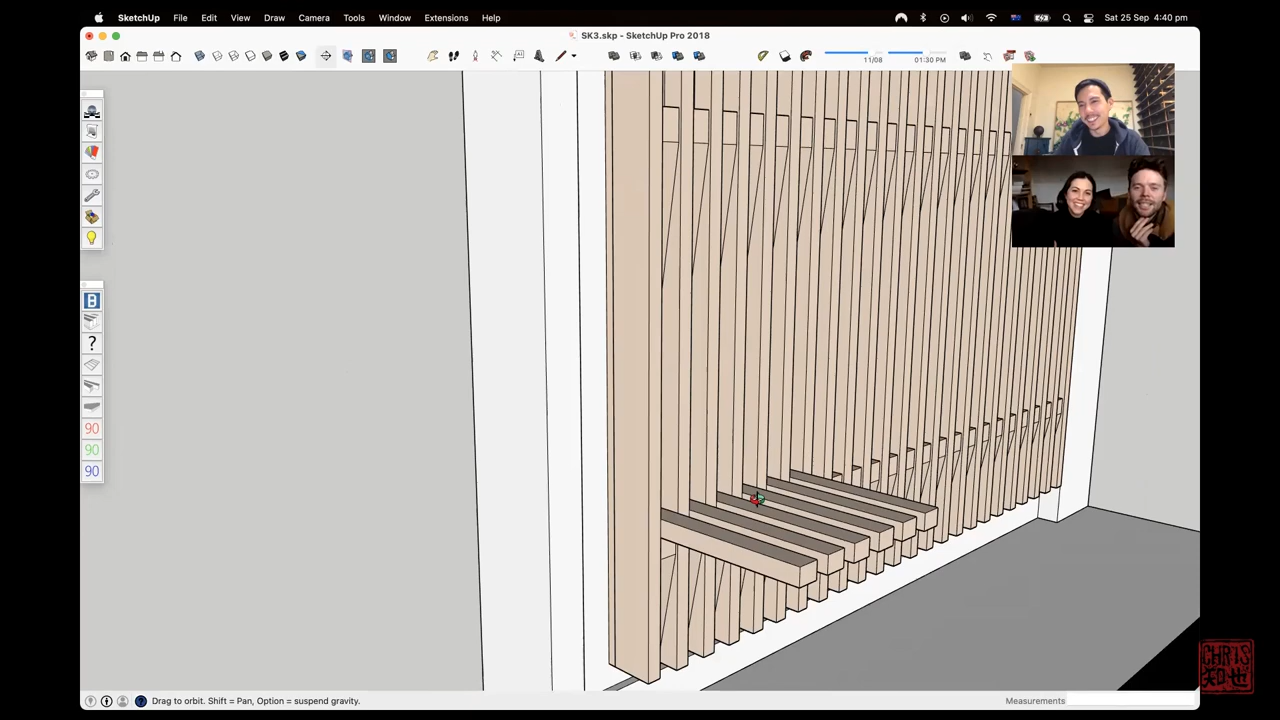 SketchUp File Edit View Draw Camera Tools Window Extensions Help Sat 25 Sep 4:40 pm
SK3.skp - SketchUp Pro 2018
11/08 01:30 PM
B
?
90
90
90
Drag to orbit. Shift = Pan, Option = suspend gravity. Measurements
CHRIS